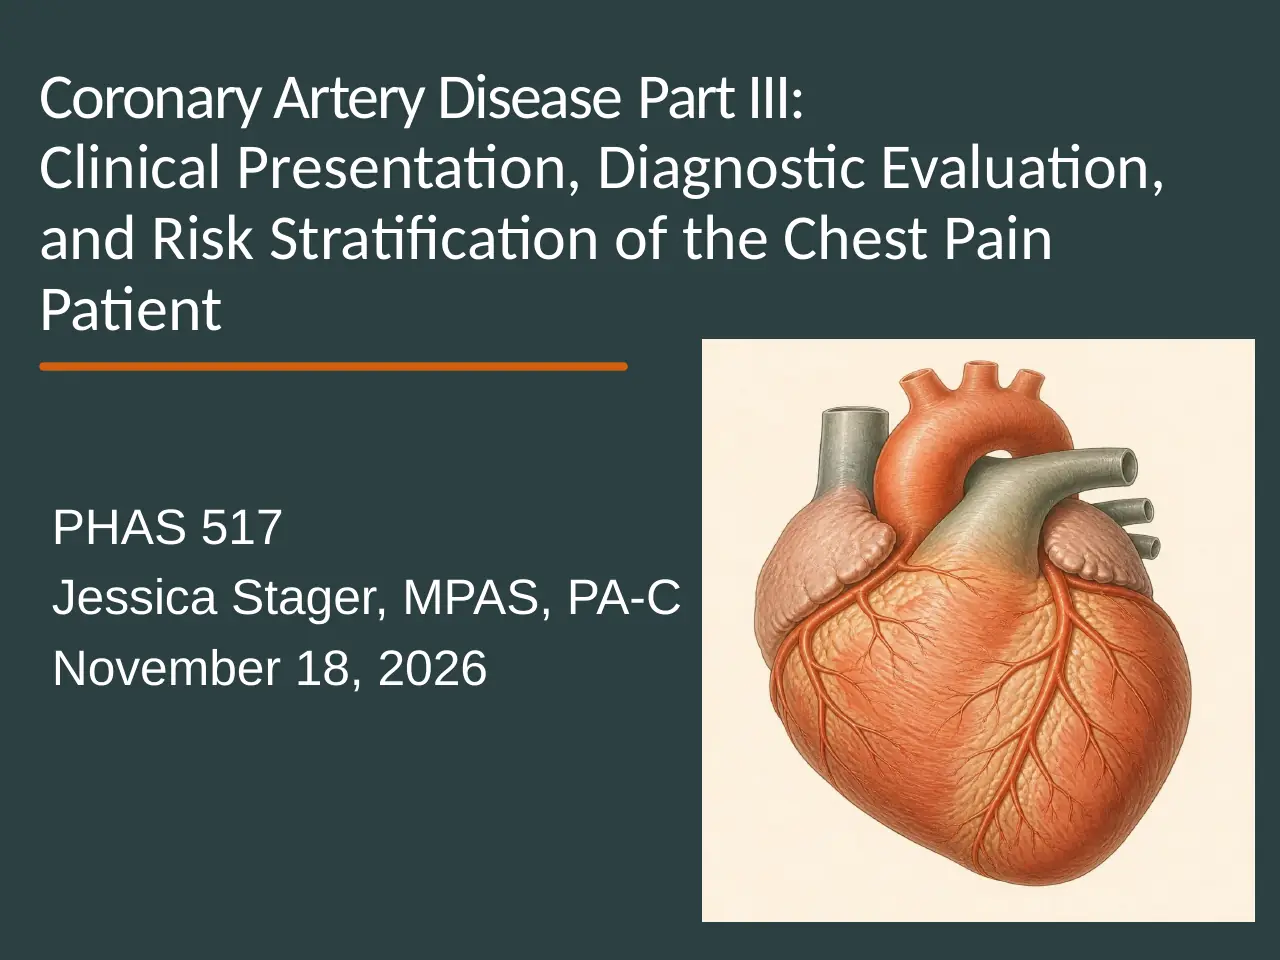 Coronary Artery Disease Part III:
Clinical Presentation, Diagnostic Evaluation,
and Risk Stratification of the Chest Pain
Patient
PHAS 517
Jessica Stager, MPAS, PA-C
November 18, 2026